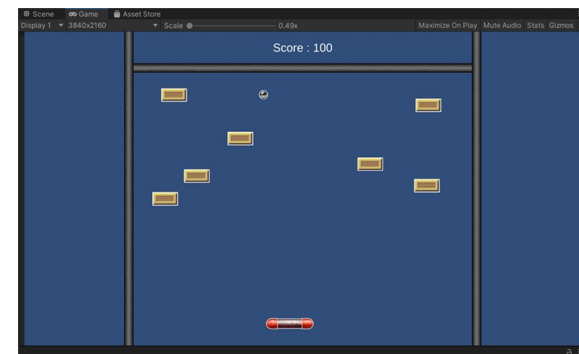 Scene Game Asset Store
Display 1 3840x2160 Scale 0.49x Maximize On Play Mute Audio Stats Gizmos
Score : 100